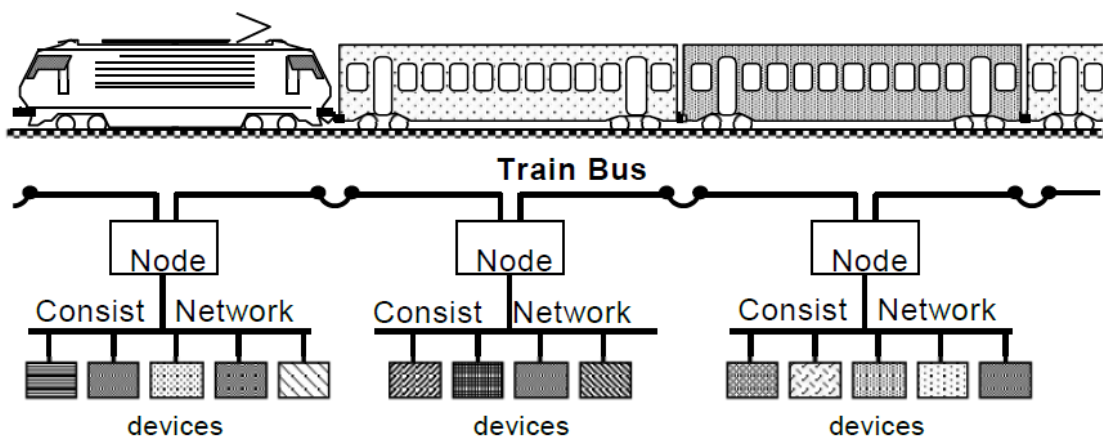 Train Bus
Node Node Node
Consist Network Consist Network Consist Network
devices devices devices